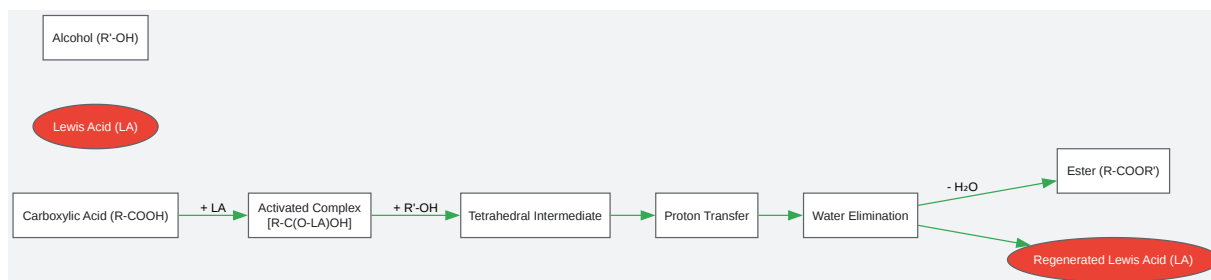 Alcohol (R'-OH)
Lewis Acid (LA)
Carboxylic Acid (R-COOH)
+ LA
Activated Complex
[R-C(O-LA)OH]
+ R'-OH
Tetrahedral Intermediate
Proton Transfer
Water Elimination
- H₂O
Ester (R-COOR')
Regenerated Lewis Acid (LA)